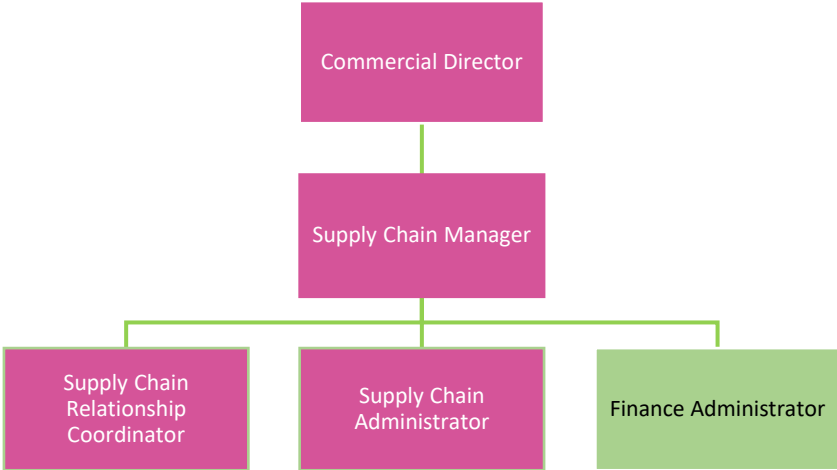 Commercial Director
Supply Chain Manager
Supply Chain
Relationship
Coordinator
Supply Chain
Administrator
Finance Administrator